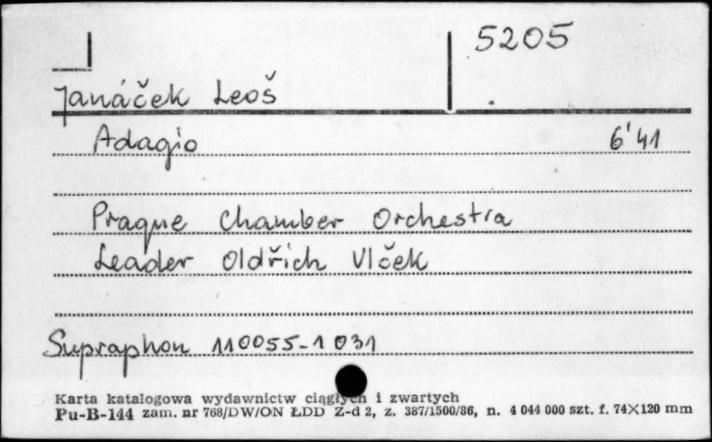 5205
Janáček Leoš
Adagio 6'41
Prague Chamber Orchestra
Leader Oldřich Vlček
Supraphon 110055-1 031
Karta katalogowa wydawnictw ciągłych i zwartych
Pu-B-144 zam. nr 768/DW/ON ŁDD Z-d 2, z. 387/1500/86, n. 4 044 000 szt. f. 74×120 mm